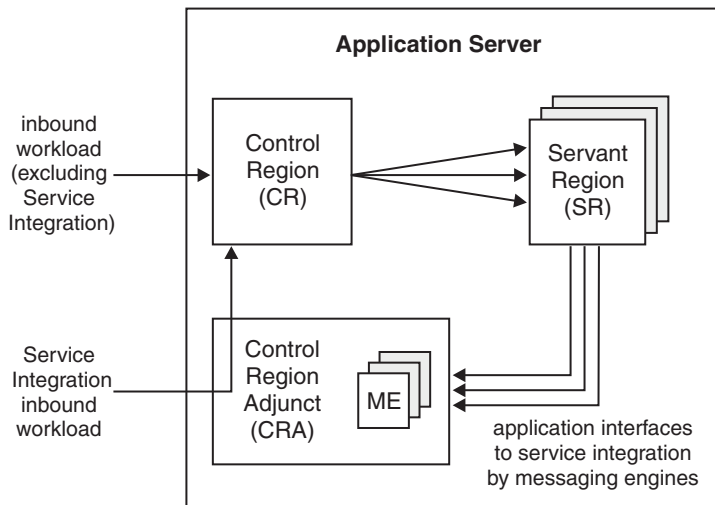 Application Server
inbound
workload
(excluding
Service
Integration)
Control
Region
(CR)
Servant
Region
(SR)
Service
Integration
inbound
workload
Control
Region
Adjunct
(CRA)
ME
application interfaces
to service integration
by messaging engines